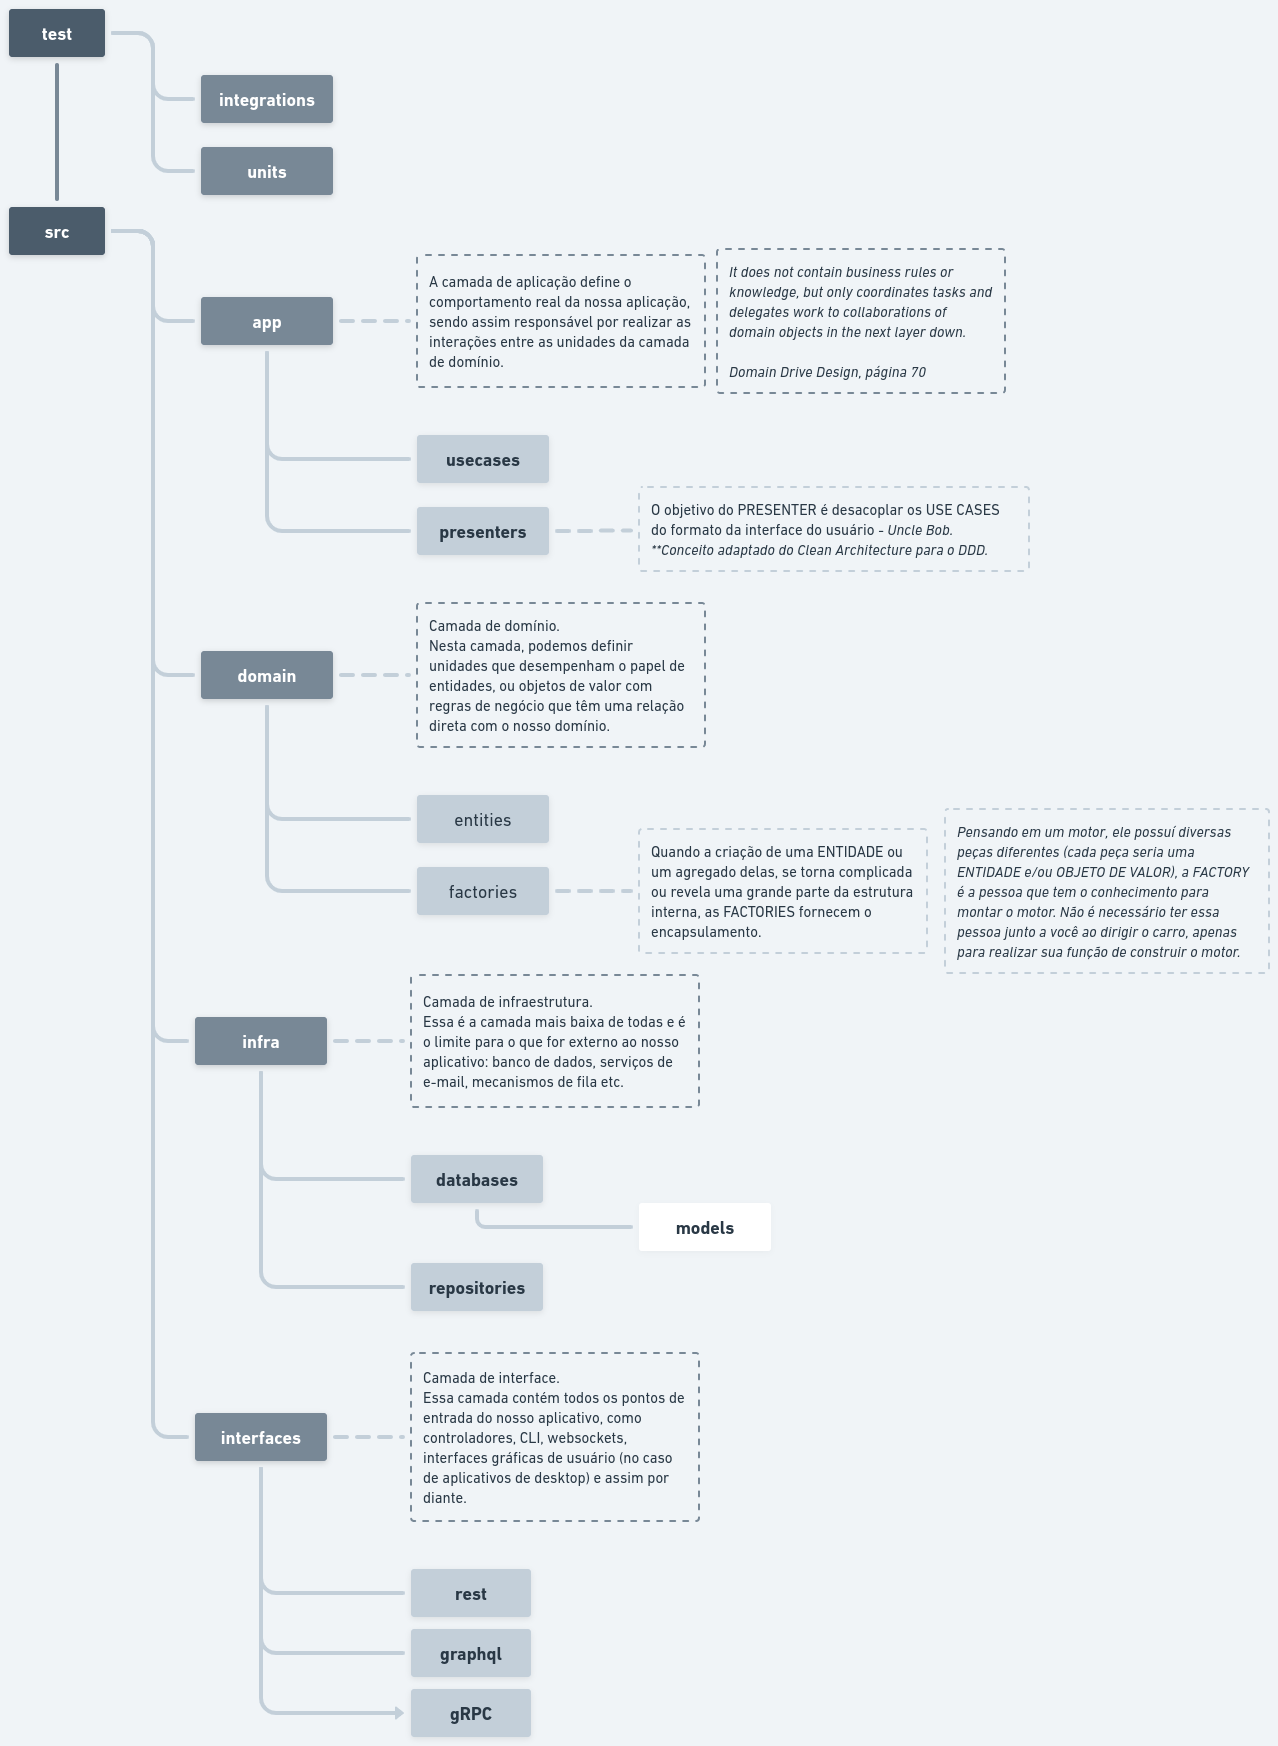 test
integrations
units
src
app
A camada de aplicação define o
comportamento real da nossa aplicação,
sendo assim responsável por realizar as
interações entre as unidades da camada
de domínio.
It does not contain business rules or
knowledge, but only coordinates tasks and
delegates work to collaborations of
domain objects in the next layer down.
Domain Drive Design, página 70
usecases
presenters
O objetivo do PRESENTER é desacoplar os USE CASES
do formato da interface do usuário - Uncle Bob.
**Conceito adaptado do Clean Architecture para o DDD.
domain
Camada de domínio.
Nesta camada, podemos definir
unidades que desempenham o papel de
entidades, ou objetos de valor com
regras de negócio que têm uma relação
direta com o nosso domínio.
entities
factories
Quando a criação de uma ENTIDADE ou
um agregado delas, se torna complicada
ou revela uma grande parte da estrutura
interna, as FACTORIES fornecem o
encapsulamento.
Pensando em um motor, ele possuí diversas
peças diferentes (cada peça seria uma
ENTIDADE e/ou OBJETO DE VALOR), a FACTORY
é a pessoa que tem o conhecimento para
montar o motor. Não é necessário ter essa
pessoa junto a você ao dirigir o carro, apenas
para realizar sua função de construir o motor.
infra
Camada de infraestrutura.
Essa é a camada mais baixa de todas e é
o limite para o que for externo ao nosso
aplicativo: banco de dados, serviços de
e-mail, mecanismos de fila etc.
databases
models
repositories
interfaces
Camada de interface.
Essa camada contém todos os pontos de
entrada do nosso aplicativo, como
controladores, CLI, websockets,
interfaces gráficas de usuário (no caso
de aplicativos de desktop) e assim por
diante.
rest
graphql
gRPC